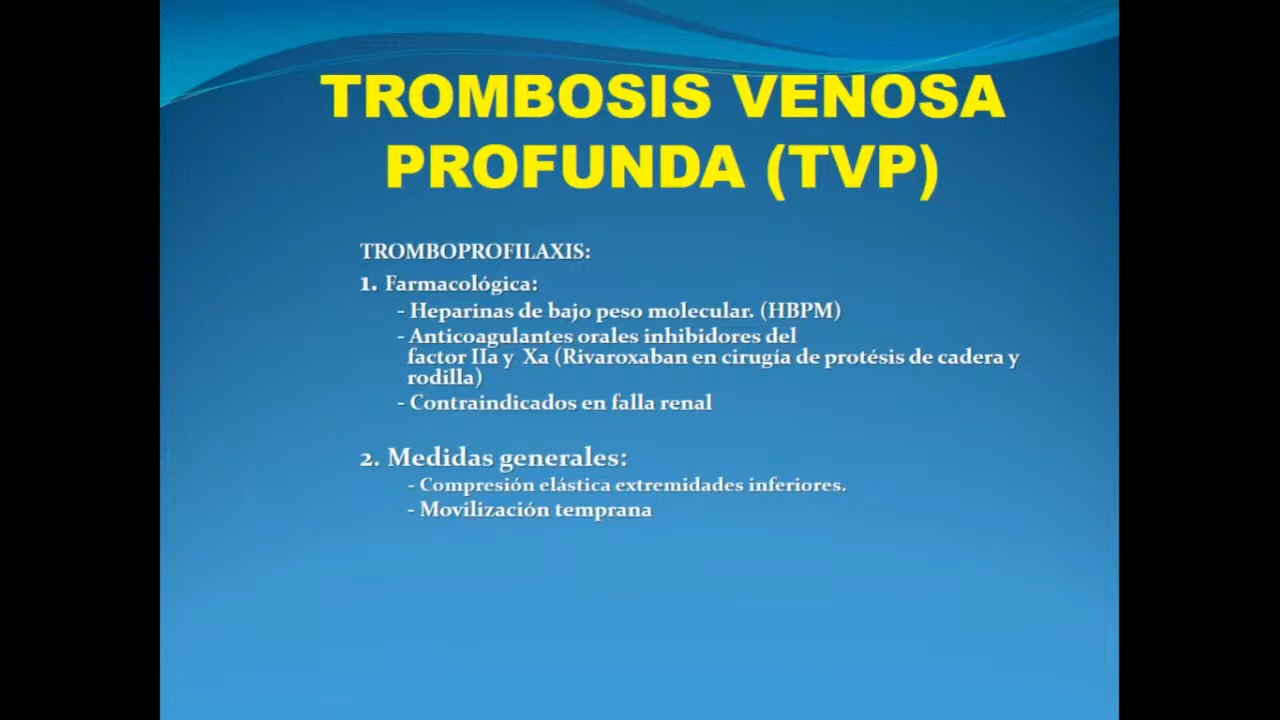 TROMBOSIS VENOSA
PROFUNDA (TVP)
TROMBOPROFILAXIS:
1. Farmacológica:
- Heparinas de bajo peso molecular. (HBPM)
- Anticoagulantes orales inhibidores del
factor IIa y Xa (Rivaroxaban en cirugía de protésis de cadera y
rodilla)
- Contraindicados en falla renal
2. Medidas generales:
- Compresión elástica extremidades inferiores.
- Movilización temprana